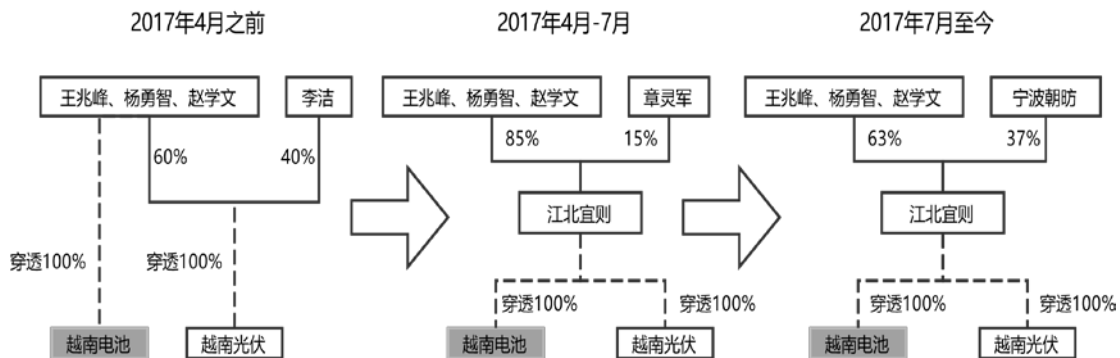 2017年4月之前
2017年4月-7月
2017年7月至今
王兆峰、杨勇智、赵学文
李洁
王兆峰、杨勇智、赵学文
章灵军
王兆峰、杨勇智、赵学文
宁波朝昉
60%
40%
85%
15%
63%
37%
江北宜则
江北宜则
穿透100%
穿透100%
穿透100%
穿透100%
穿透100%
穿透100%
越南电池
越南光伏
越南电池
越南光伏
越南电池
越南光伏